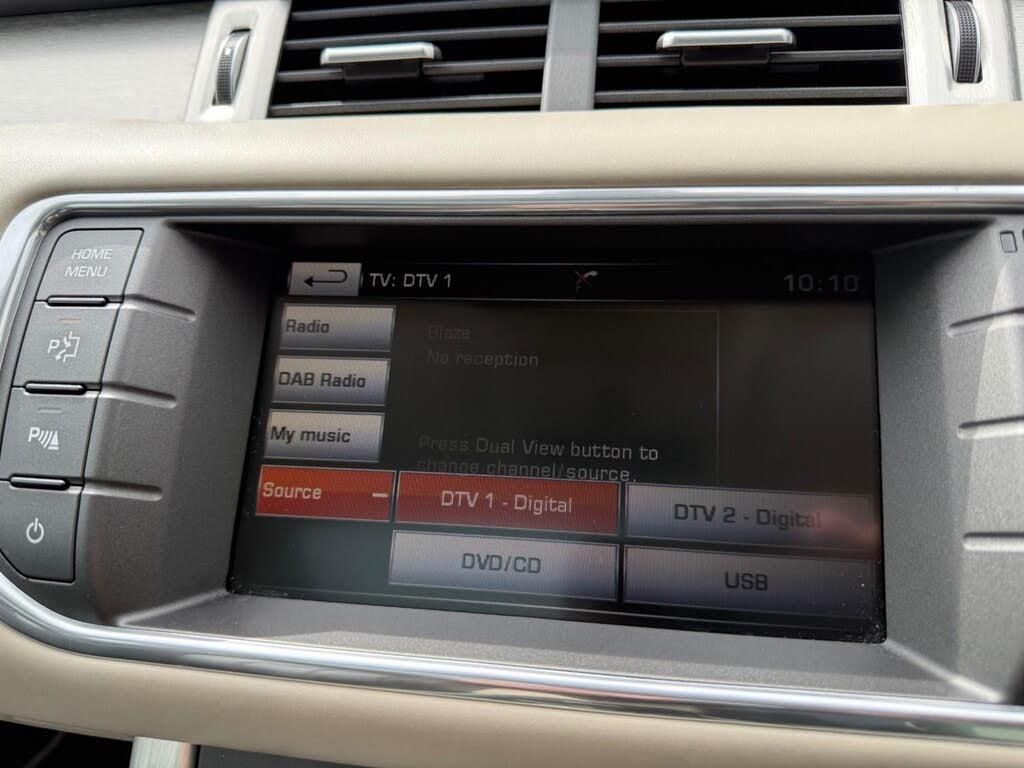 HOME
MENU
TV: DTV 1
10:10
Radio
Blaze
No reception
DAB Radio
P
My music
P
Press Dual View button to
change channel/source.
Source
DTV 1 - Digital
DTV 2 - Digital
DVD/CD
USB